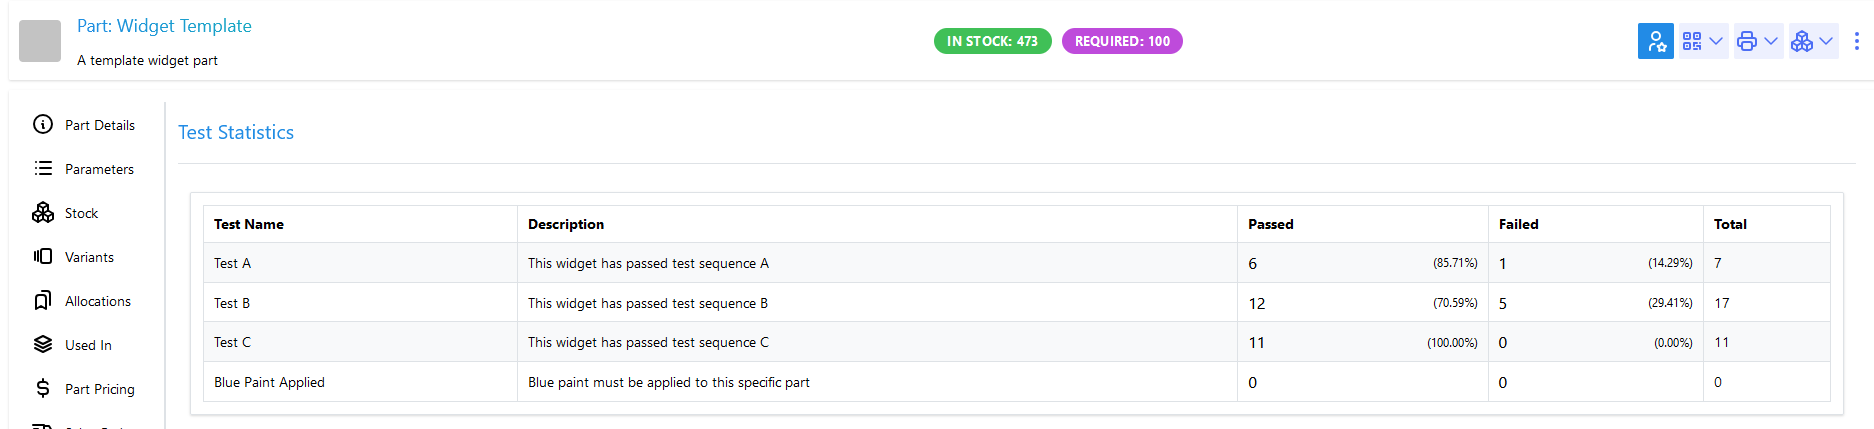 Part: Widget Template
A template widget part
IN STOCK: 473
REQUIRED: 100
Part Details
Parameters
Stock
Variants
Allocations
Used In
Part Pricing
Test Statistics
Test Name Description Passed Failed Total
Test A This widget has passed test sequence A 6 (85.71%) 1 (14.29%) 7
Test B This widget has passed test sequence B 12 (70.59%) 5 (29.41%) 17
Test C This widget has passed test sequence C 11 (100.00%) 0 (0.00%) 11
Blue Paint Applied Blue paint must be applied to this specific part 0 0 0